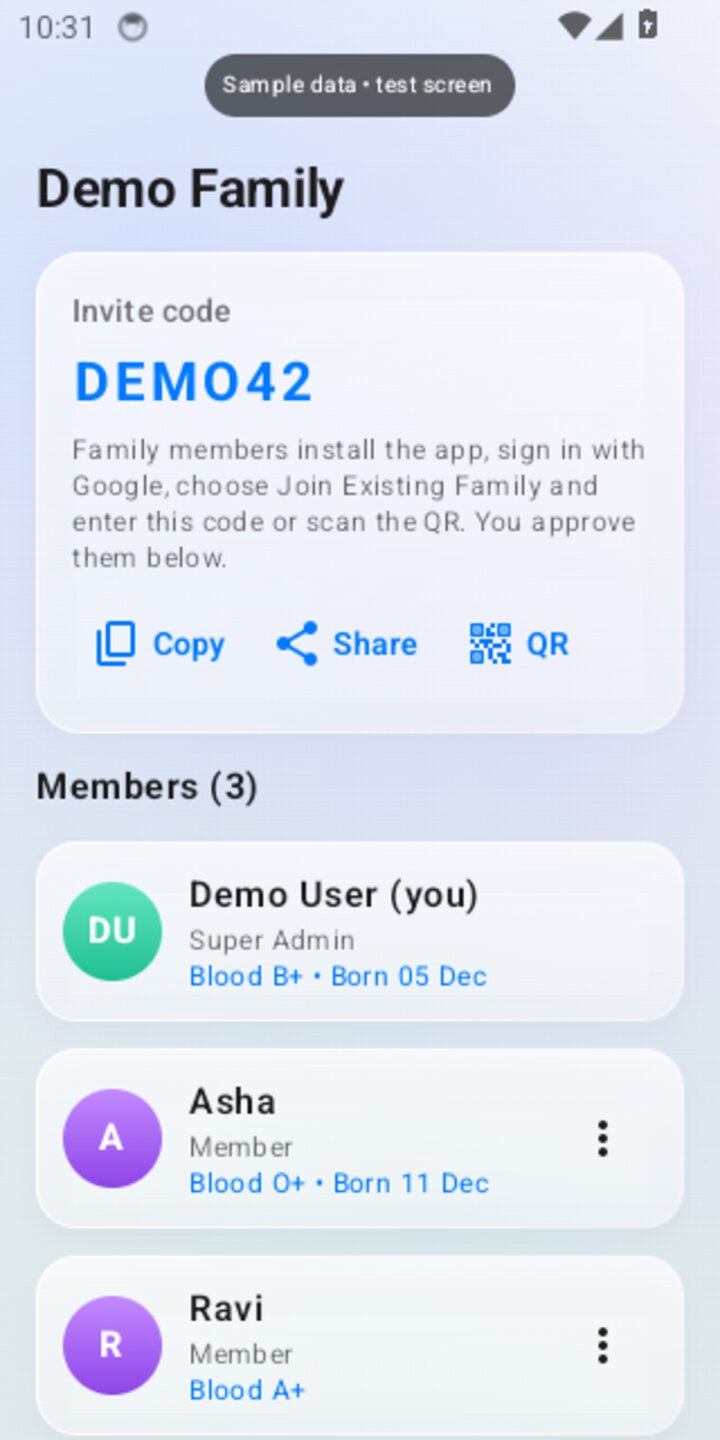 10:31
Sample data • test screen
Demo Family
Invite code
DEMO42
Family members install the app, sign in with
Google, choose Join Existing Family and
enter this code or scan the QR. You approve
them below.
Copy Share QR
Members (3)
DU
Demo User (you)
Super Admin
Blood B+ • Born 05 Dec
A
Asha
Member
Blood O+ • Born 11 Dec
R
Ravi
Member
Blood A+